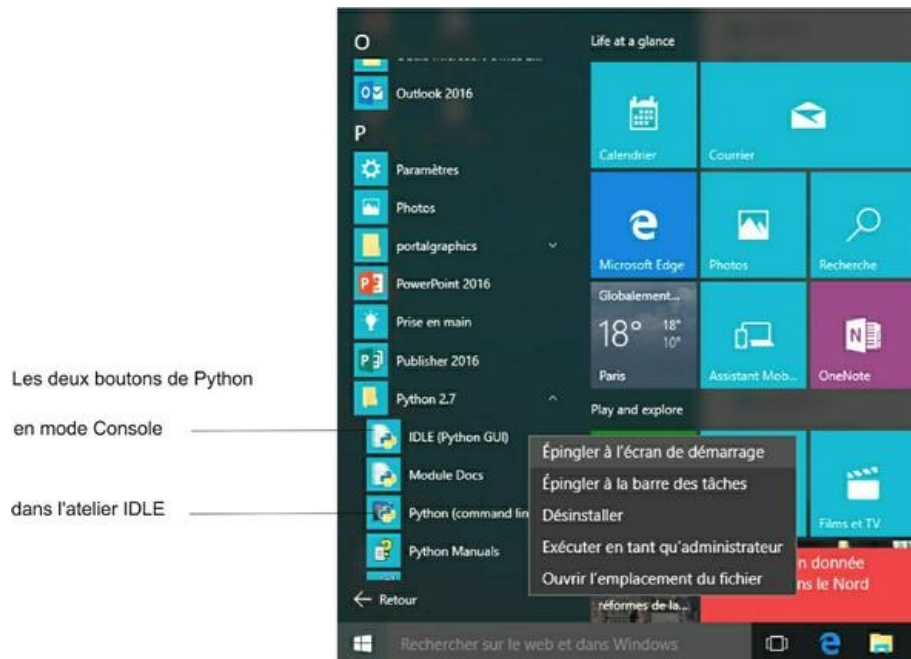 Les deux boutons de Python
en mode Console
dans l'atelier IDLE
O
Outlook 2016
P
Paramètres
Photos
portalgraphics
PowerPoint 2016
Prise en main
Publisher 2016
Python 2.7
IDLE (Python GUI)
Module Docs
Python (command lin
Python Manuals
Retour
Life at a glance
Calendrier
Courrier
Microsoft Edge
Photos
Recherche
Globalement...
18° 18°
10°
Paris
Assistant Mob...
OneNote
Play and explore
Épingler à l'écran de démarrage
Épingler à la barre des tâches
Désinstaller
Exécuter en tant qu'administrateur
Ouvrir l'emplacement du fichier
Films et TV
n donnée
ns le Nord
réformes de la...
Rechercher sur le web et dans Windows